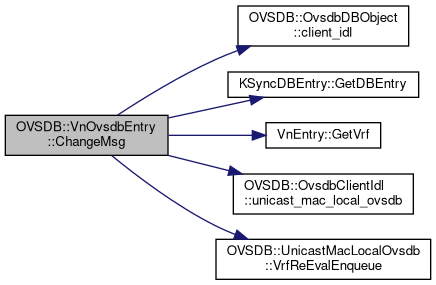 OVSDB::VnOvsdbEntry
::ChangeMsg
OVSDB::OvsdbDBObject
::client_idl
KSyncDBEntry::GetDBEntry
VnEntry::GetVrf
OVSDB::OvsdbClientIdl
::unicast_mac_local_ovsdb
OVSDB::UnicastMacLocalOvsdb
::VrfReEvalEnqueue